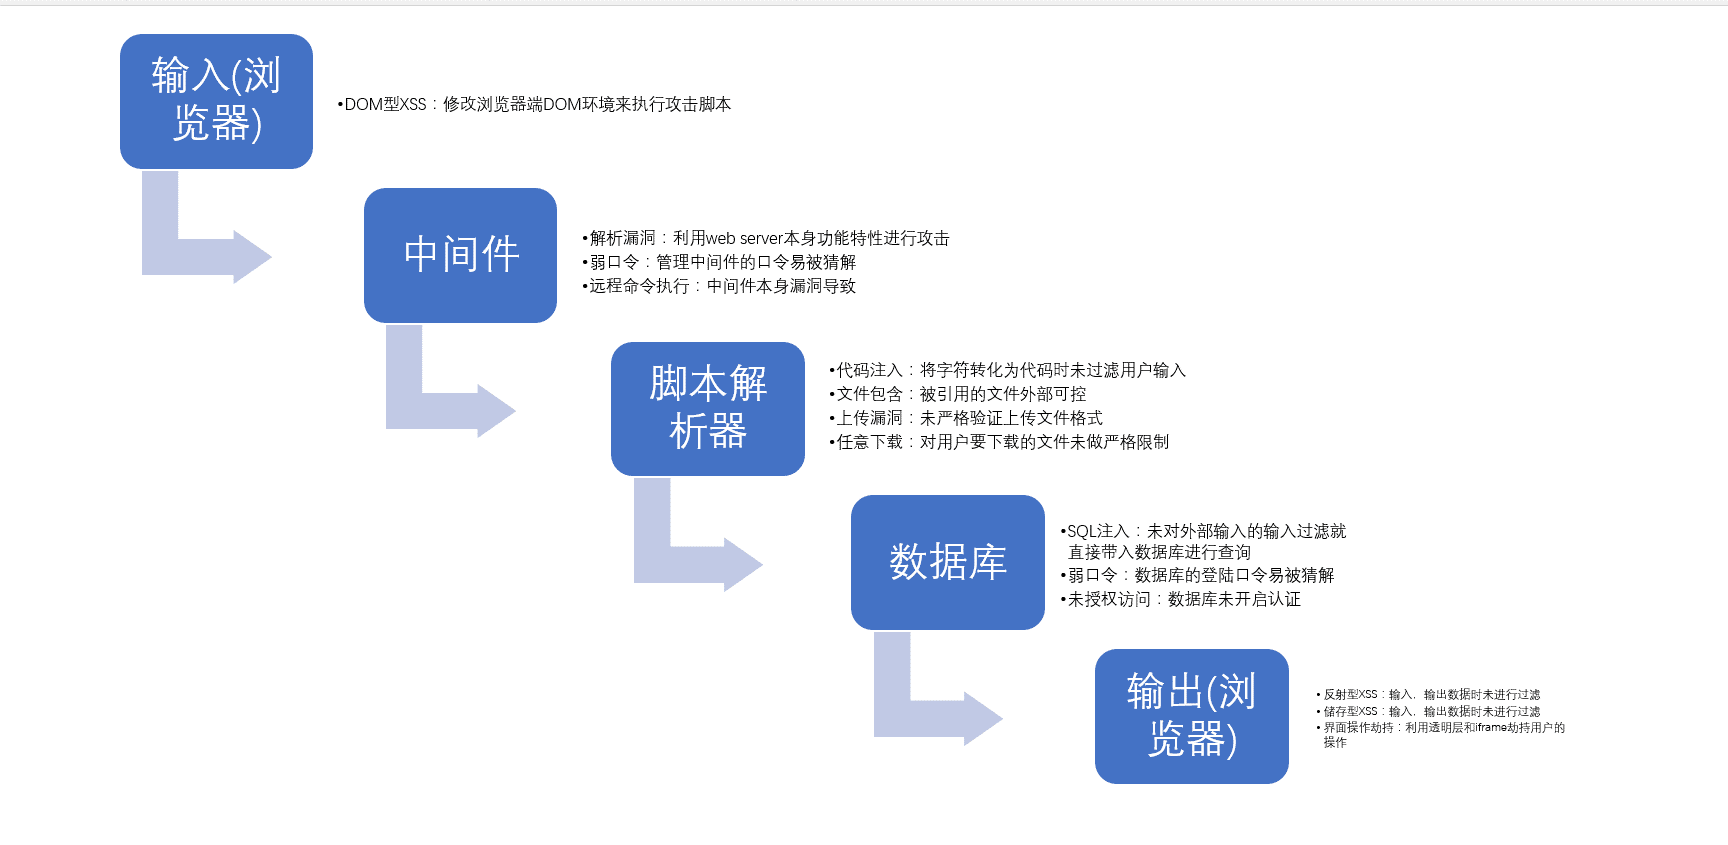 输入(浏
览器)
•DOM型XSS：修改浏览器端DOM环境来执行攻击脚本
中间件
•解析漏洞：利用web server本身功能特性进行攻击
•弱口令：管理中间件的口令易被猜解
•远程命令执行：中间件本身漏洞导致
脚本解
析器
•代码注入：将字符转化为代码时未过滤用户输入
•文件包含：被引用的文件外部可控
•上传漏洞：未严格验证上传文件格式
•任意下载：对用户要下载的文件未做严格限制
数据库
•SQL注入：未对外部输入的输入过滤就
直接带入数据库进行查询
•弱口令：数据库的登陆口令易被猜解
•未授权访问：数据库未开启认证
输出(浏
览器)
•反射型XSS：输入，输出数据时未进行过滤
•储存型XSS：输入，输出数据时未进行过滤
•界面操作劫持：利用透明层和iframe劫持用户的
操作